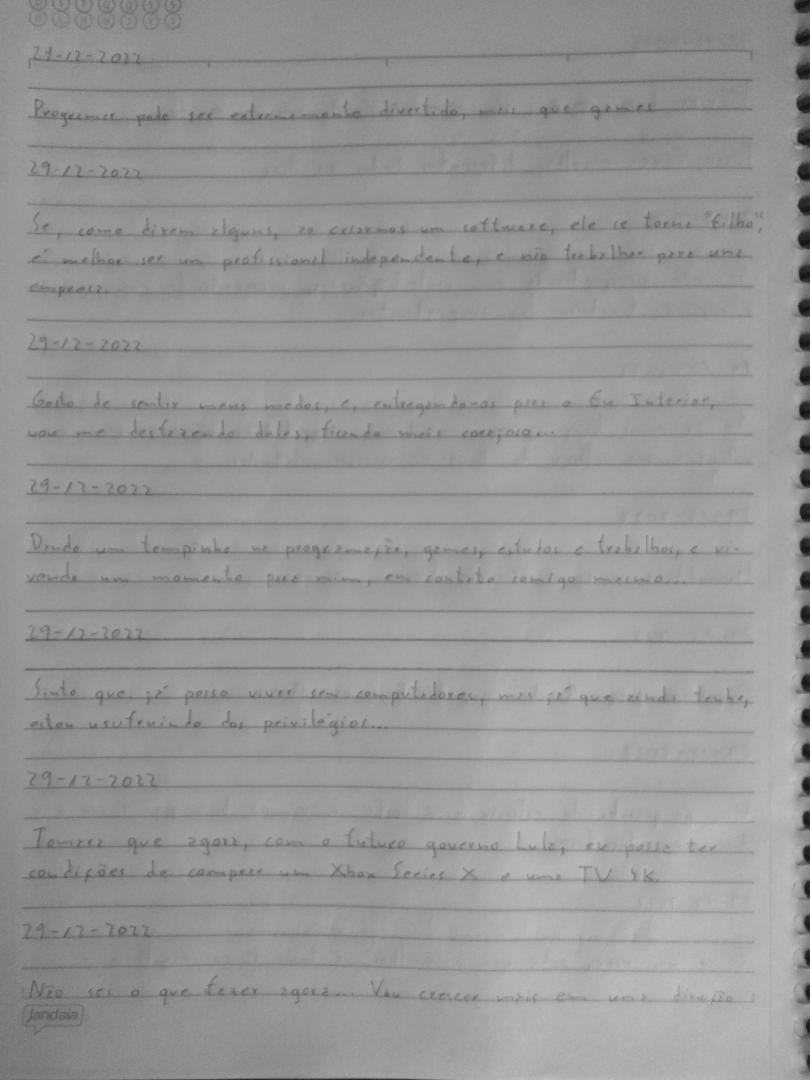 29-12-2022
Programar pode ser extremamente divertido, mais que games.
29-12-2022
Se, como dizem alguns, ao criarmos um software, ele se torna "filho",
é melhor ser um profissional independente, e não trabalhar para uma
empresa.
29-12-2022
Gosto de sentir meus medos, e, entregando-os para o Eu Interior,
vou me desfazendo deles, ficando mais corajoso...
29-12-2022
Dando um tempinho na programação, games, estudos e trabalhos, e vi-
vendo um momento para mim, em contato comigo mesmo...
29-12-2022
Sinto que já posso viver sem computadores, mas já que ainda tenho,
estou usufruindo dos privilégios...
29-12-2022
Tomara que agora, com o futuro governo Lula, eu possa ter
condições de comprar um Xbox Series X e uma TV 4K.
29-12-2022
Não sei o que fazer agora... Vou crescer mais em uma direção
Jandaia